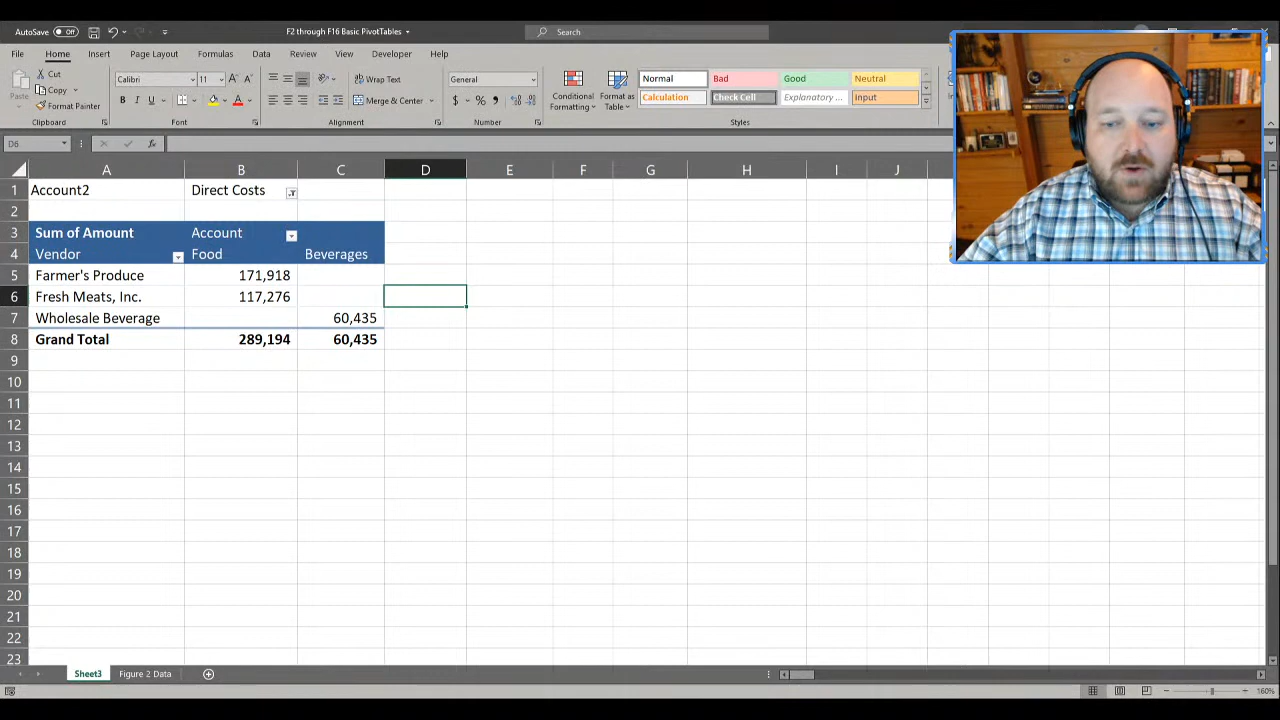 AutoSave Off F2 through F16 Basic PivotTables Search
File Home Insert Page Layout Formulas Data Review View Developer Help
Paste Cut Copy Format Painter Clipboard
Calibri 11 A A B I U A Font
Wrap Text Merge & Center Alignment
General $ % , Number
Conditional Formatting Format as Table Normal Bad Good Neutral
Calculation Check Cell Explanatory ... Input Styles
D6 fx
A B C D E F G H I J
1 Account2 Direct Costs
2
3 Sum of Amount Account
4 Vendor Food Beverages
5 Farmer's Produce 171,918
6 Fresh Meats, Inc. 117,276
7 Wholesale Beverage 60,435
8 Grand Total 289,194 60,435
9
10
11
12
13
14
15
16
17
18
19
20
21
22
23
Sheet3 Figure 2 Data
160%